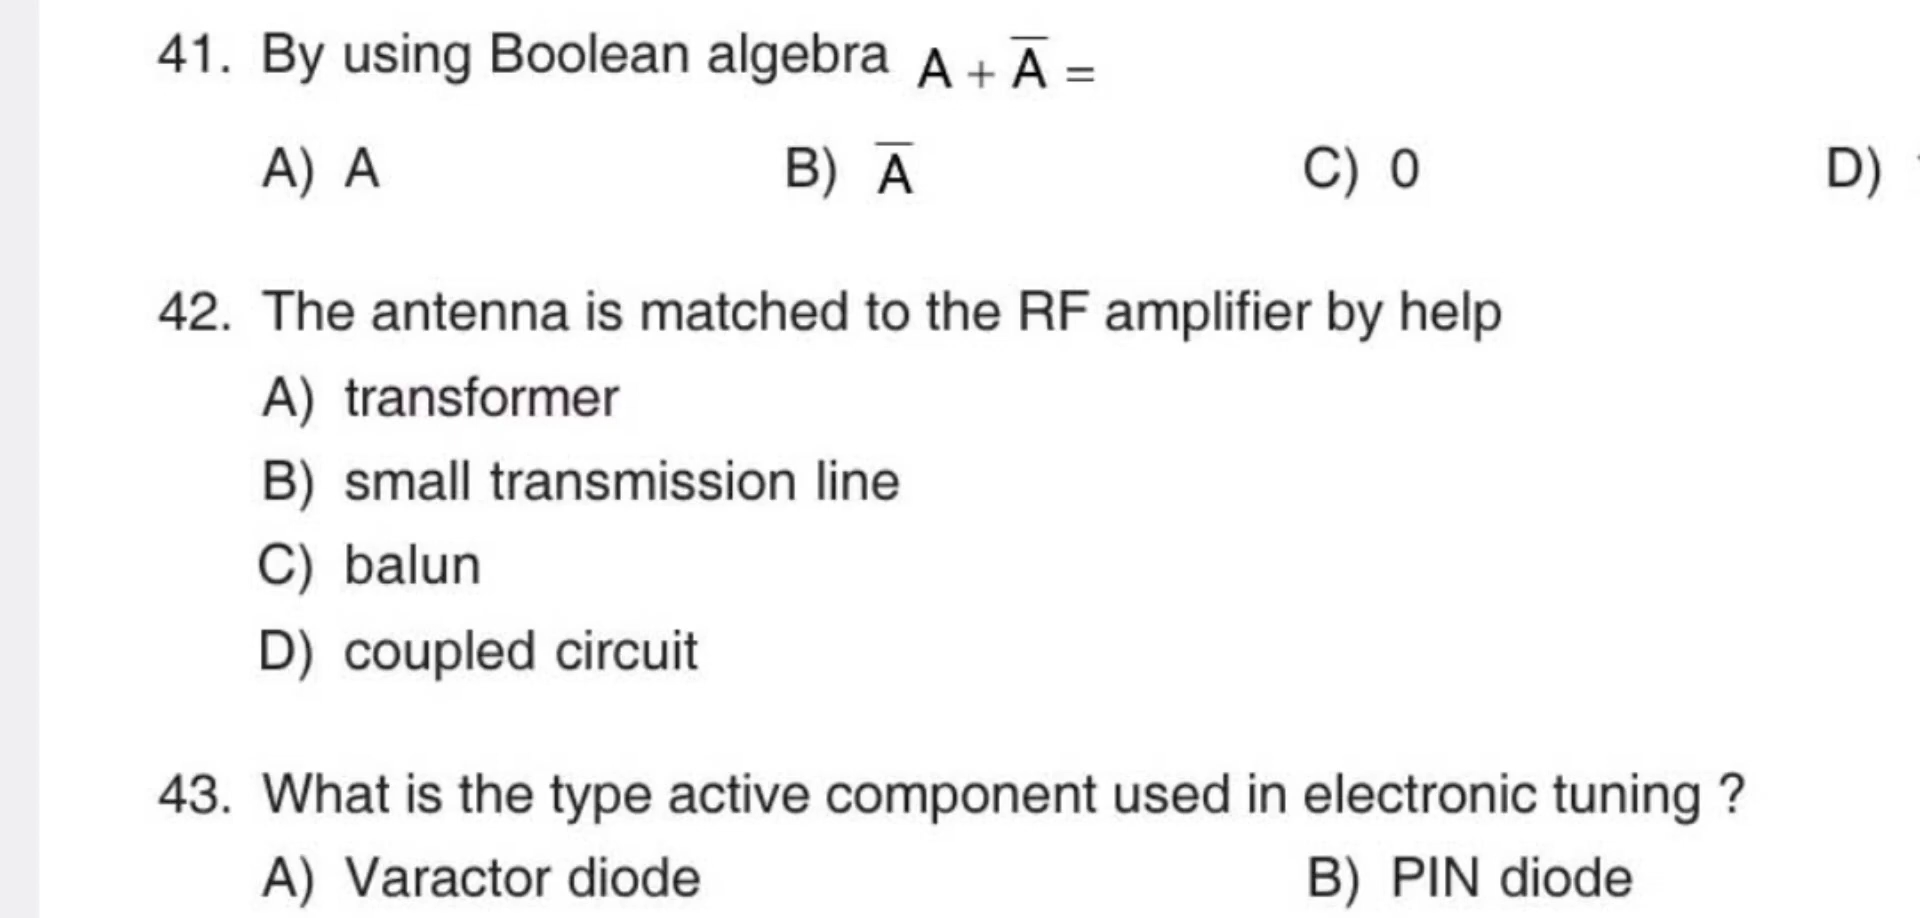 41. By using Boolean algebra A + A̅ =
A) A B) A̅ C) 0 D)
42. The antenna is matched to the RF amplifier by help
A) transformer
B) small transmission line
C) balun
D) coupled circuit
43. What is the type active component used in electronic tuning ?
A) Varactor diode B) PIN diode